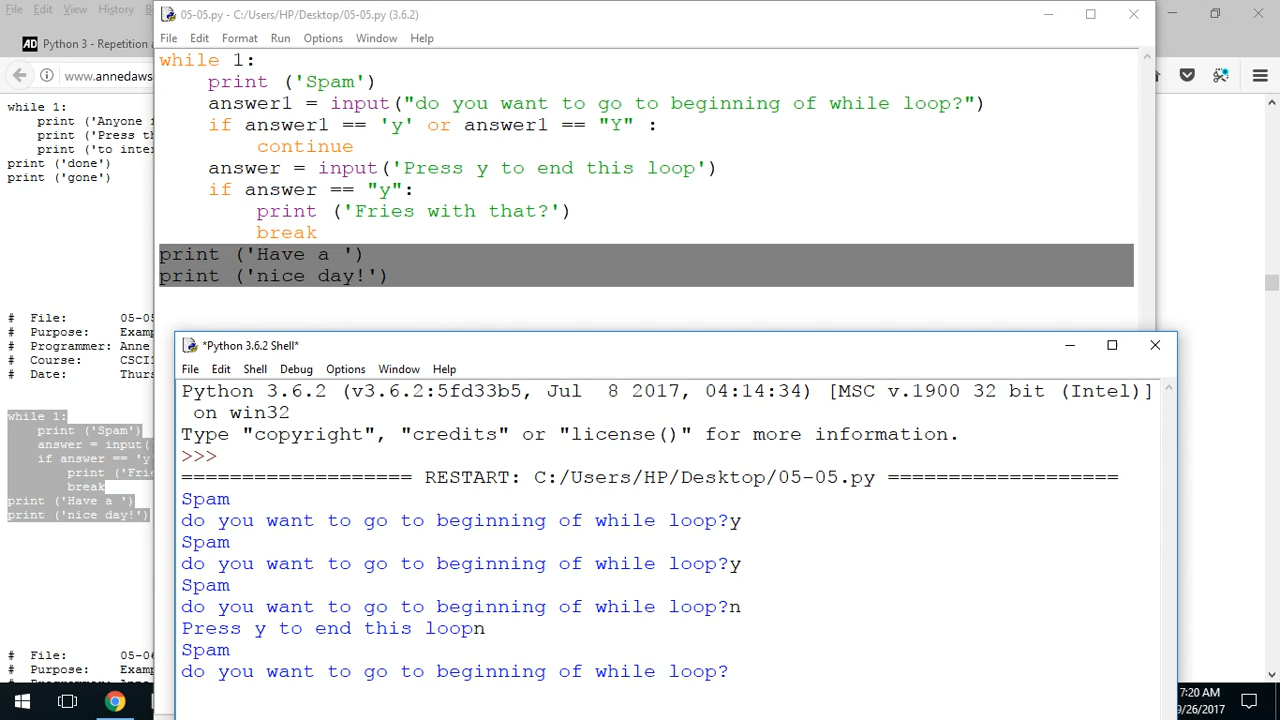 File Edit View History
05-05.py - C:/Users/HP/Desktop/05-05.py (3.6.2)
File Edit Format Run Options Window Help
AD Python 3 - Repetition
www.annedaws
while 1:
print ('Anyone
print ('Press th
print ('to inter
print ('done')
print ('gone')
# File: 05-05
# Purpose: Examp
# Programmer: Anne
# Course: CSCI1
# Date: Thurs
while 1:
print ('Spam')
answer = input(
if answer == 'y
print ('Frie
break
print ('Have a ')
print ('nice day!')
# File: 05-0
# Purpose: Examp
while 1:
print ('Spam')
answer1 = input("do you want to go to beginning of while loop?")
if answer1 == 'y' or answer1 == "Y" :
continue
answer = input('Press y to end this loop')
if answer == "y":
print ('Fries with that?')
break
print ('Have a ')
print ('nice day!')
*Python 3.6.2 Shell*
File Edit Shell Debug Options Window Help
Python 3.6.2 (v3.6.2:5fd33b5, Jul 8 2017, 04:14:34) [MSC v.1900 32 bit (Intel)]
on win32
Type "copyright", "credits" or "license()" for more information.
>>>
=================== RESTART: C:/Users/HP/Desktop/05-05.py ===================
Spam
do you want to go to beginning of while loop?y
Spam
do you want to go to beginning of while loop?y
Spam
do you want to go to beginning of while loop?n
Press y to end this loopn
Spam
do you want to go to beginning of while loop?
7:20 AM
9/26/2017